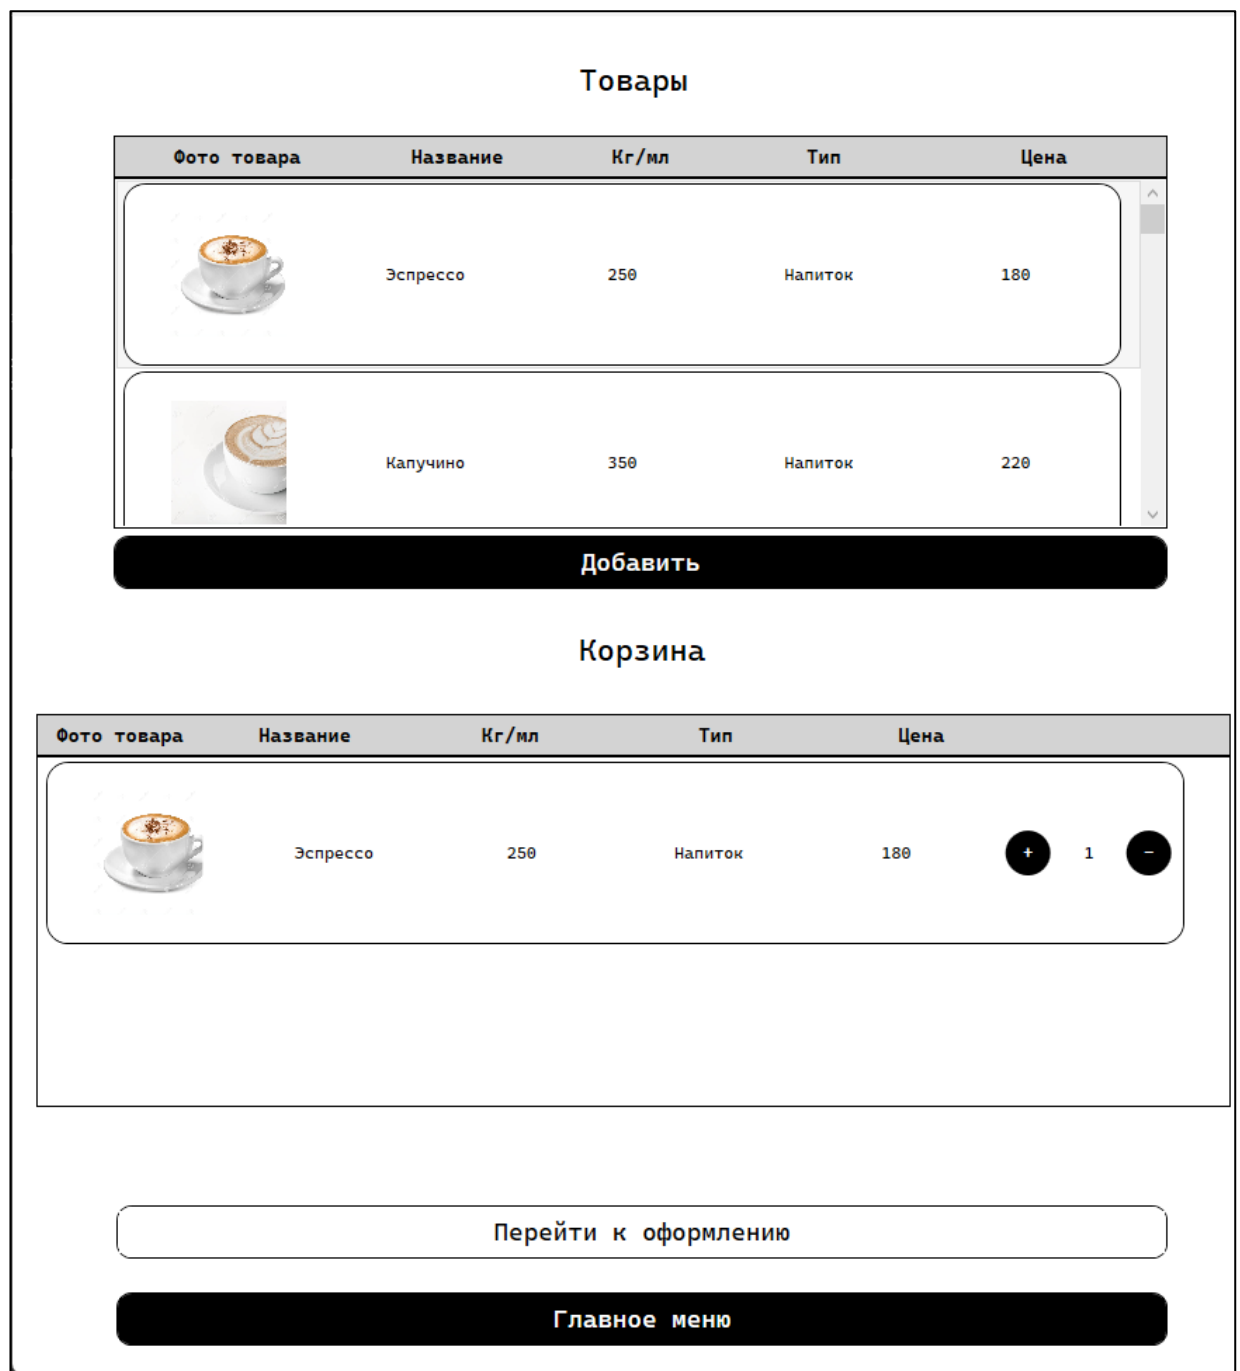 Товары
Фото товара Название Кг/мл Тип Цена
Эспрессо 250 Напиток 180
Капучино 350 Напиток 220
Добавить
Корзина
Фото товара Название Кг/мл Тип Цена
Эспрессо 250 Напиток 180 + 1 −
Перейти к оформлению
Главное меню